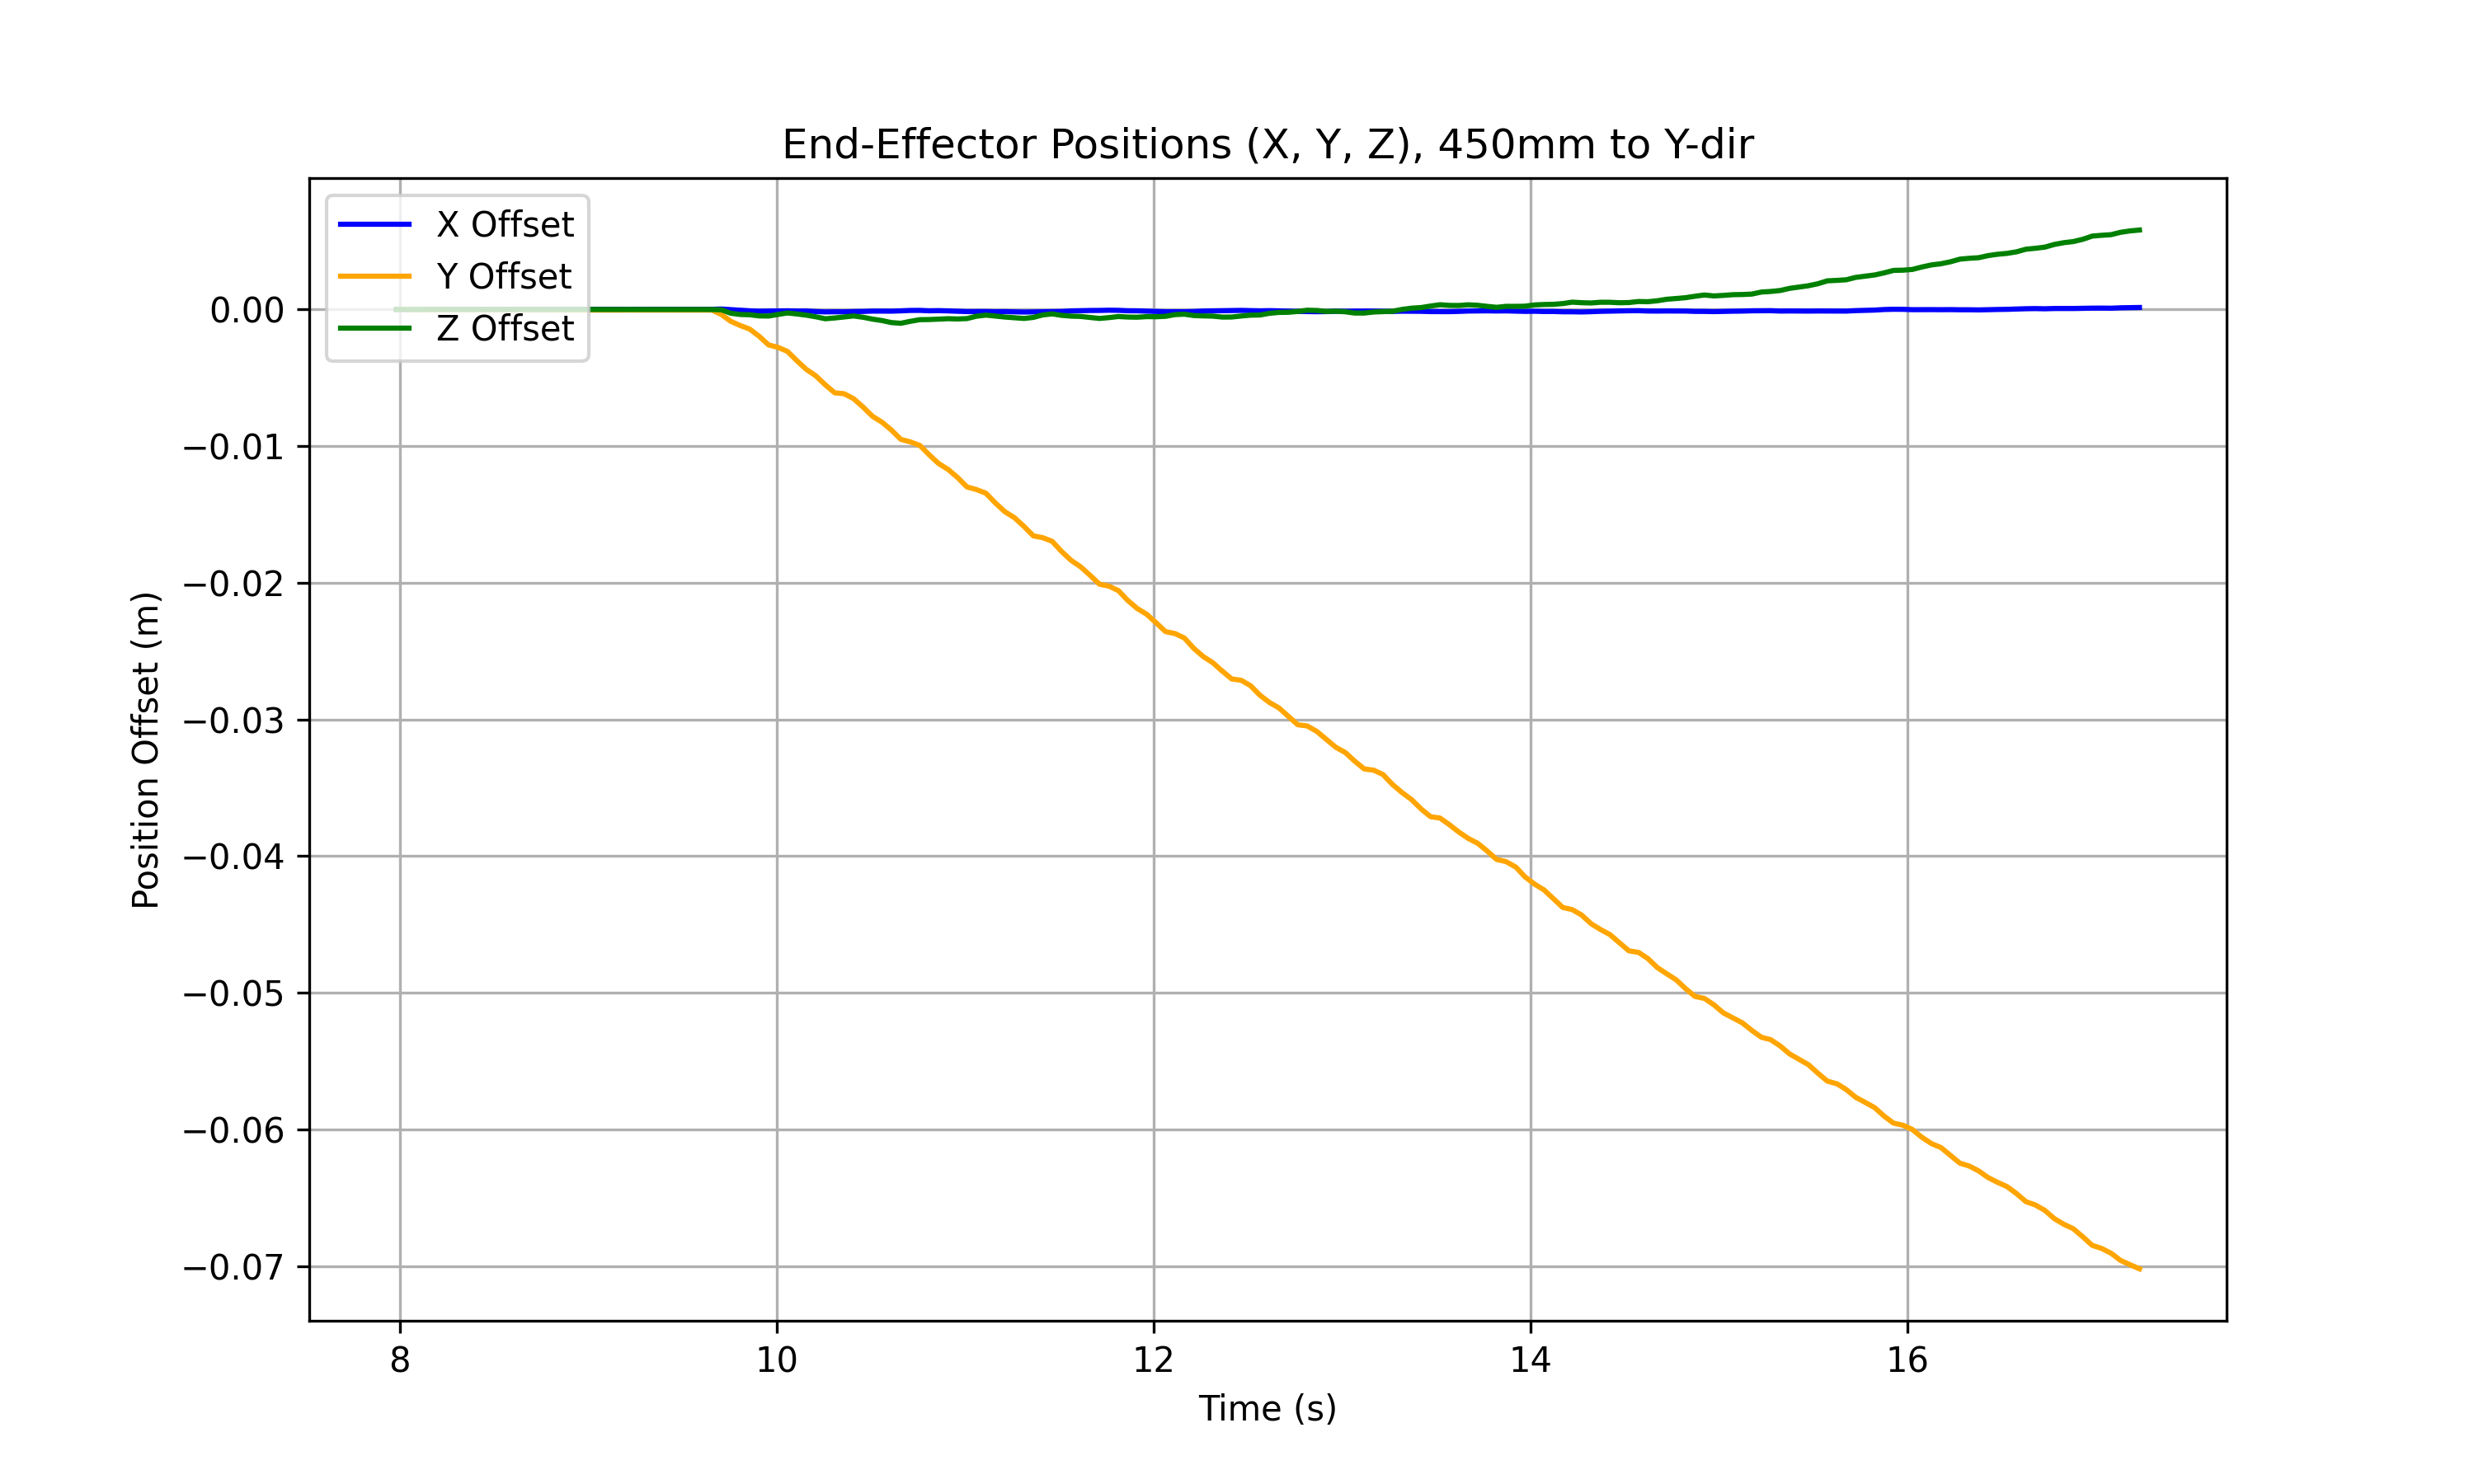 End-Effector Positions (X, Y, Z), 450mm to Y-dir
X Offset
Y Offset
Z Offset
0.00
−0.01
−0.02
−0.03
−0.04
−0.05
−0.06
−0.07
Position Offset (m)
8 10 12 14 16
Time (s)